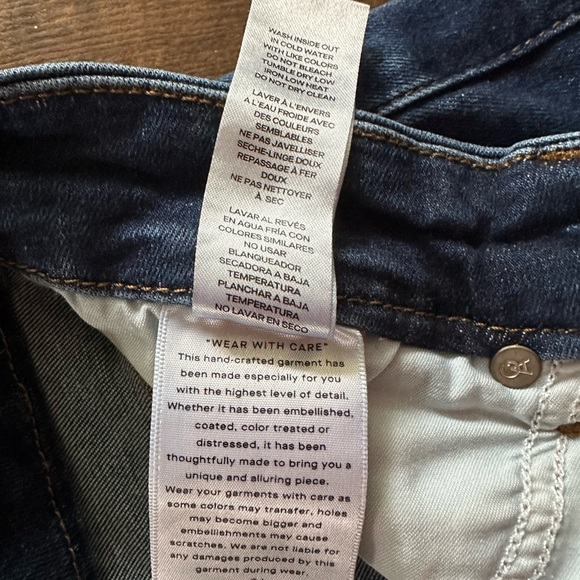 WASH INSIDE OUT
IN COLD WATER
WITH LIKE COLORS
DO NOT BLEACH
TUMBLE DRY LOW
IRON LOW HEAT
DO NOT DRY CLEAN
LAVER À L'ENVERS
À L'EAU FROIDE AVEC
DES COULEURS
SEMBLABLES
NE PAS JAVELLISER
SECHE-LINGE DOUX
REPASSAGE À FER
DOUX
NE PAS NETTOYER
À SEC
LAVAR AL REVÉS
EN AGUA FRÍA CON
COLORES SIMILARES
NO USAR
BLANQUEADOR
SECADORA A BAJA
TEMPERATURA
PLANCHAR A BAJA
TEMPERATURA
NO LAVAR EN SECO
"WEAR WITH CARE"
This hand-crafted garment has
been made especially for you
with the highest level of detail.
Whether it has been embellished,
coated, color treated or
distressed, it has been
thoughtfully made to bring you a
unique and alluring piece.
Wear your garments with care as
some colors may transfer, holes
may become bigger and
embellishments may cause
scratches. We are not liable for
any damages produced by this
garment during wear.